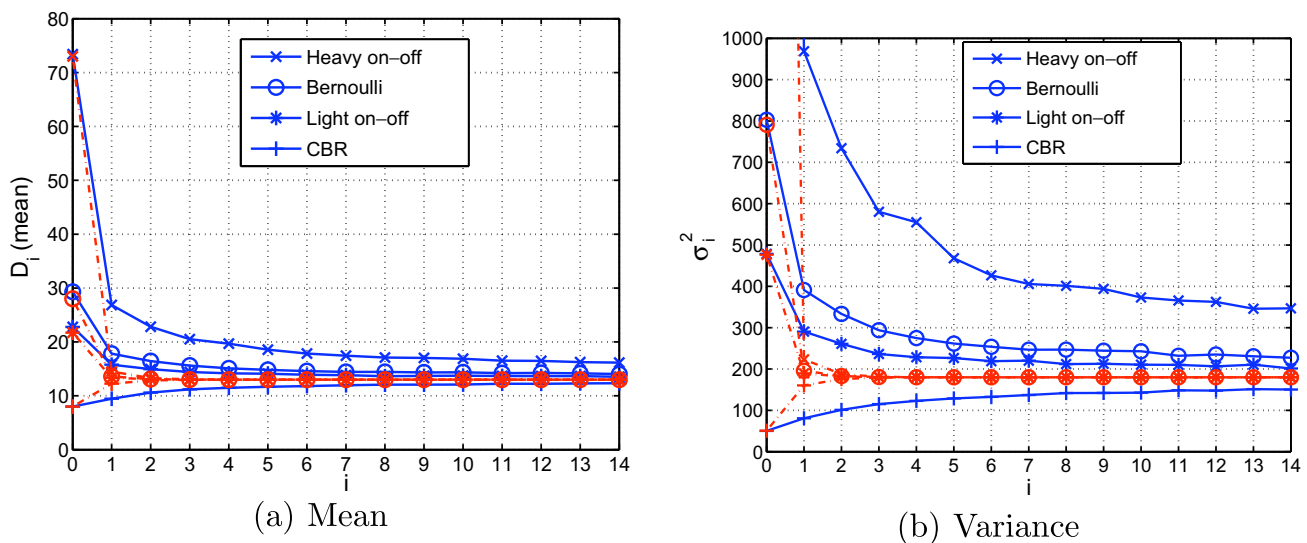 80
70
60
50
40
30
20
10
0
D_i (mean)
Heavy on–off
Bernoulli
Light on–off
CBR
0 1 2 3 4 5 6 7 8 9 10 11 12 13 14
i
(a) Mean
1000
900
800
700
600
500
400
300
200
100
0
σ_i^2
Heavy on–off
Bernoulli
Light on–off
CBR
0 1 2 3 4 5 6 7 8 9 10 11 12 13 14
i
(b) Variance